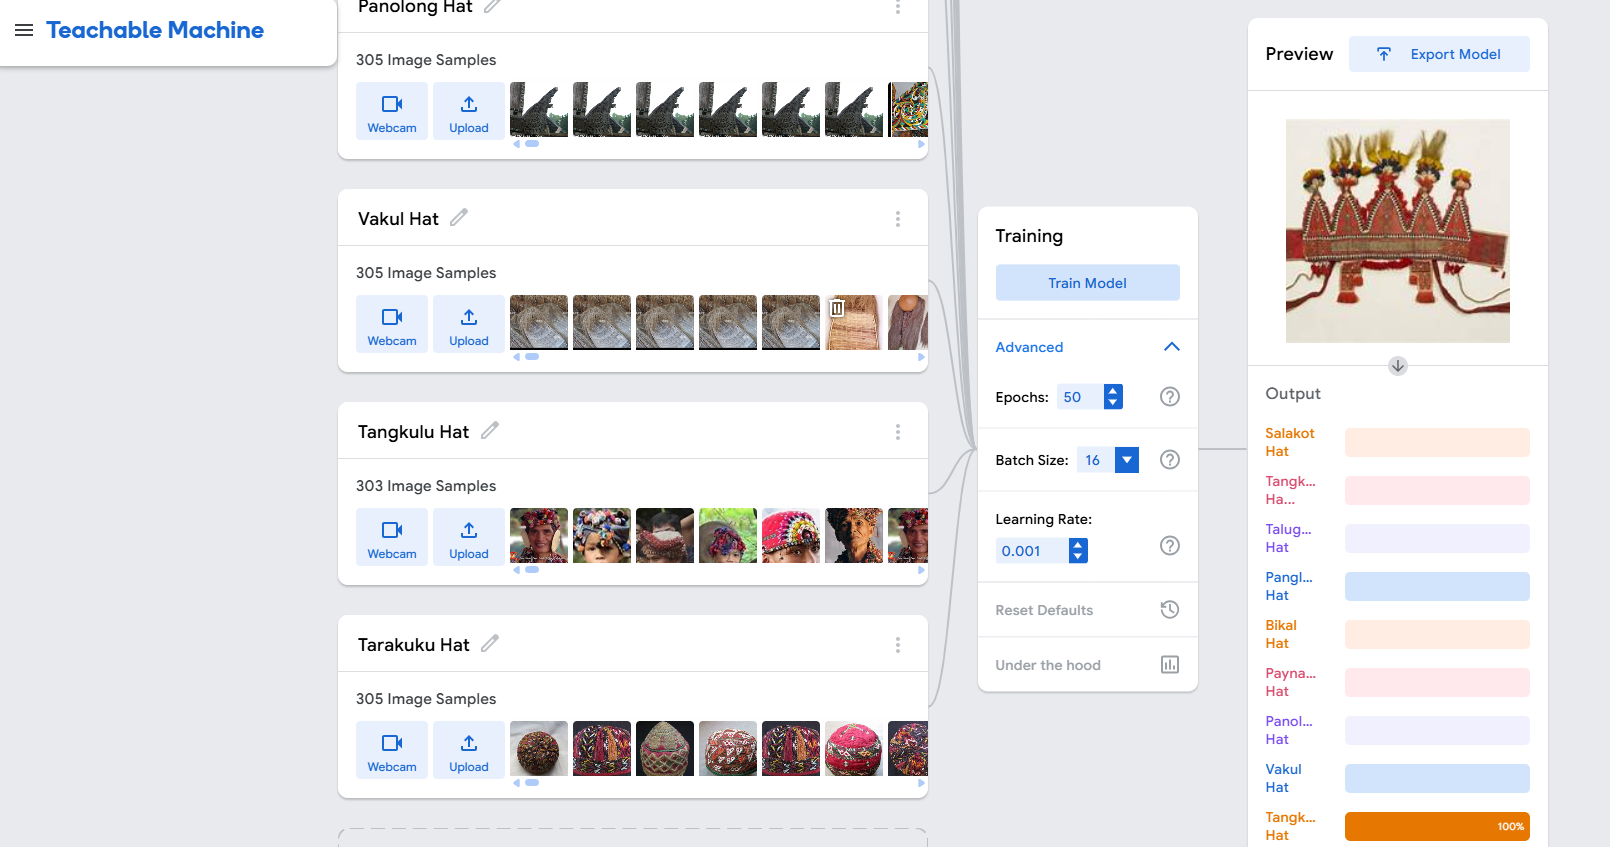 Teachable Machine
Panolong Hat
305 Image Samples
Webcam
Upload
Vakul Hat
305 Image Samples
Webcam
Upload
Tangkulu Hat
303 Image Samples
Webcam
Upload
Tarakuku Hat
305 Image Samples
Webcam
Upload
Training
Train Model
Advanced
Epochs: 50
Batch Size: 16
Learning Rate:
0.001
Reset Defaults
Under the hood
Preview
Export Model
Output
Salakot
Hat
Tangk...
Ha...
Talug...
Hat
Pangl...
Hat
Bikal
Hat
Payna...
Hat
Panol...
Hat
Vakul
Hat
Tangk...
Hat
100%